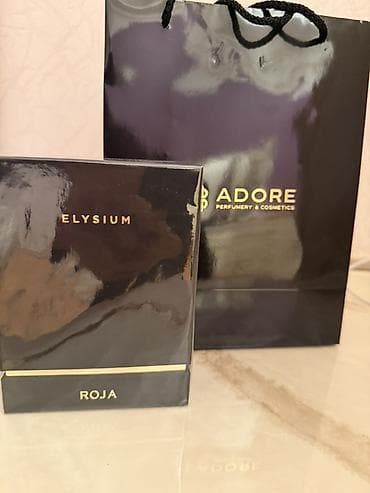 ELYSIUM
ROJA
ADORE
PERFUMERY & COSMETICS